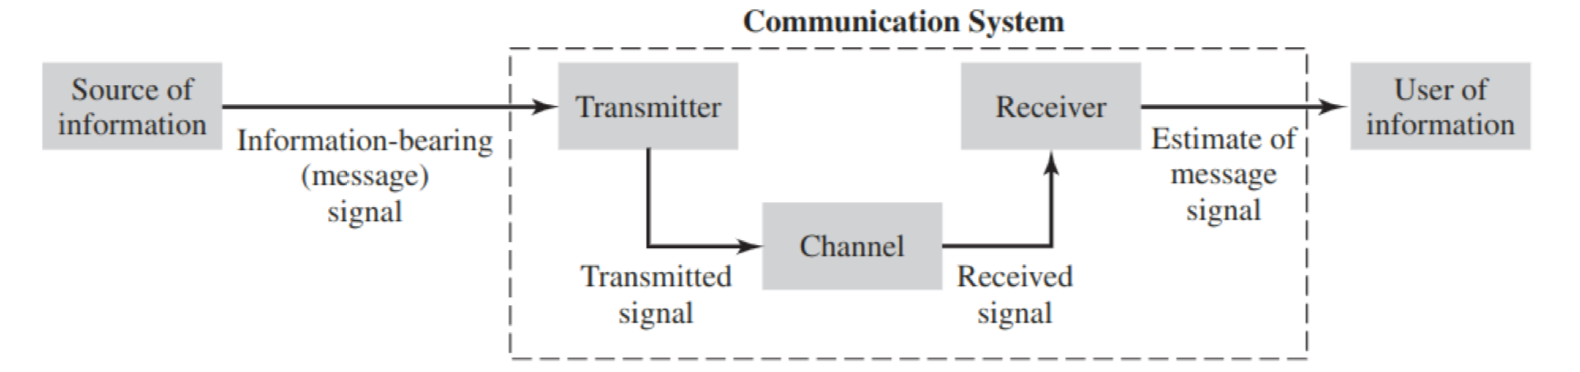 Communication System
Source of
information
Information-bearing
(message)
signal
Transmitter
Transmitted
signal
Channel
Received
signal
Receiver
Estimate of
message
signal
User of
information